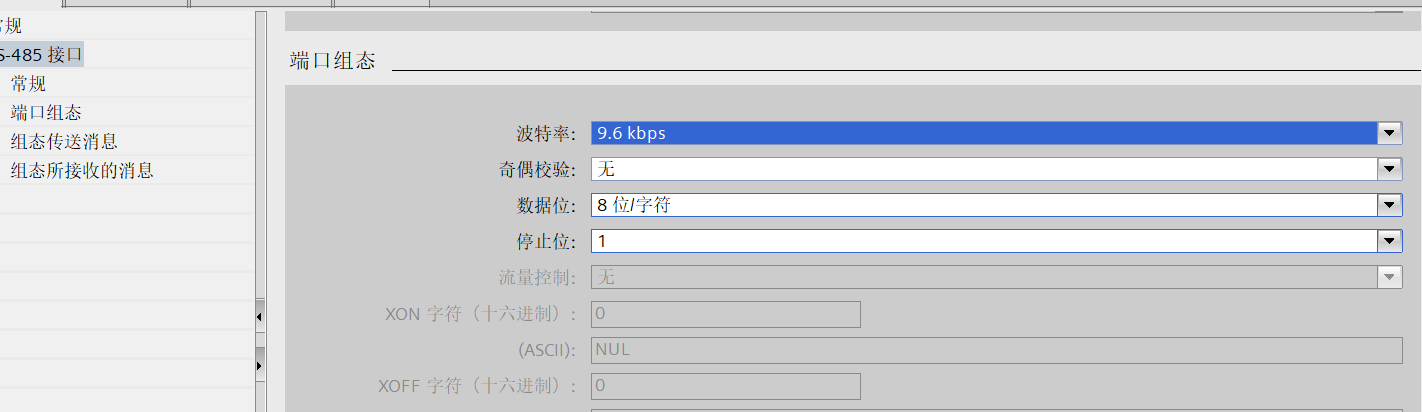 常规
S-485 接口
常规
端口组态
组态传送消息
组态所接收的消息
端口组态
波特率: 9.6 kbps
奇偶校验: 无
数据位: 8 位/字符
停止位: 1
流量控制: 无
XON 字符（十六进制）: 0
(ASCII): NUL
XOFF 字符（十六进制）: 0